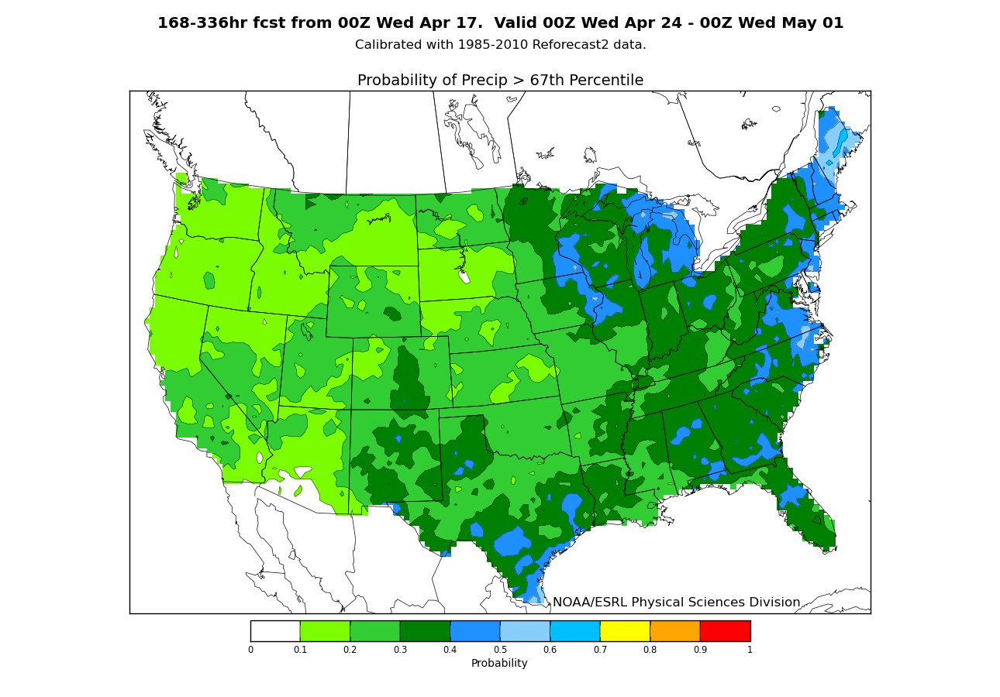 168-336hr fcst from 00Z Wed Apr 17.  Valid 00Z Wed Apr 24 - 00Z Wed May 01
Calibrated with 1985-2010 Reforecast2 data.
Probability of Precip > 67th Percentile
NOAA/ESRL Physical Sciences Division
0 0.1 0.2 0.3 0.4 0.5 0.6 0.7 0.8 0.9 1
Probability